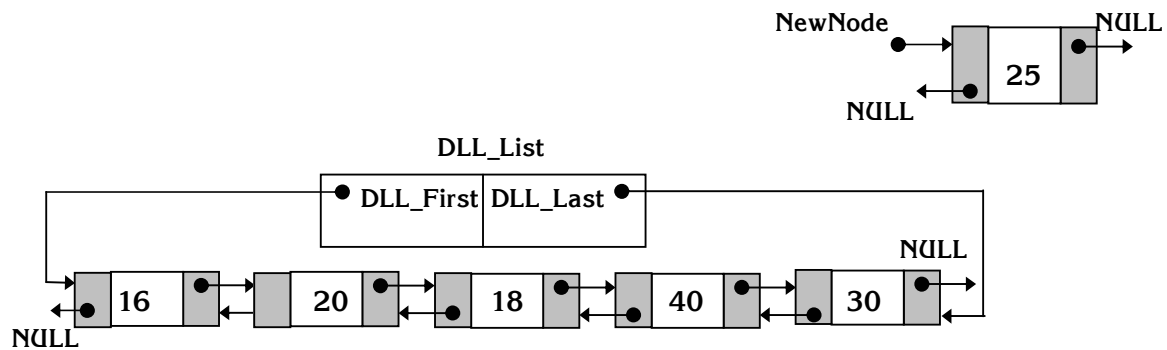 NewNode
NULL
25
NULL
DLL_List
DLL_First DLL_Last
NULL
16 20 18 40 30
NULL